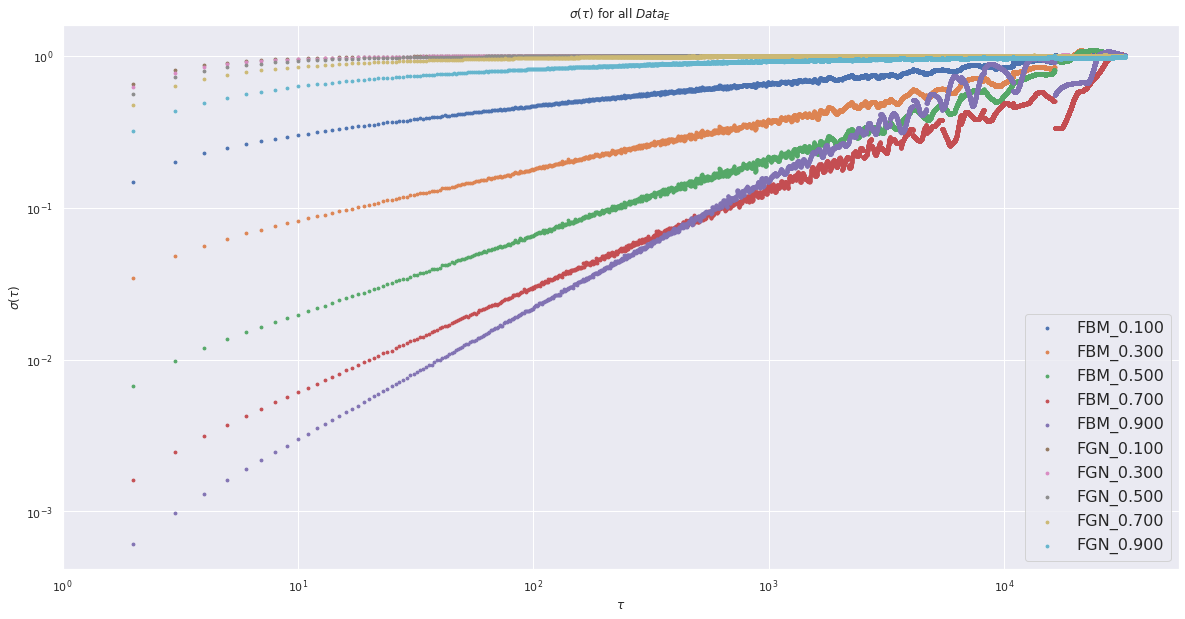 σ(τ) for all Data_E
10^0
10^-1
10^-2
10^-3
σ(τ)
10^0
10^1
10^2
10^3
10^4
τ
FBM_0.100
FBM_0.300
FBM_0.500
FBM_0.700
FBM_0.900
FGN_0.100
FGN_0.300
FGN_0.500
FGN_0.700
FGN_0.900